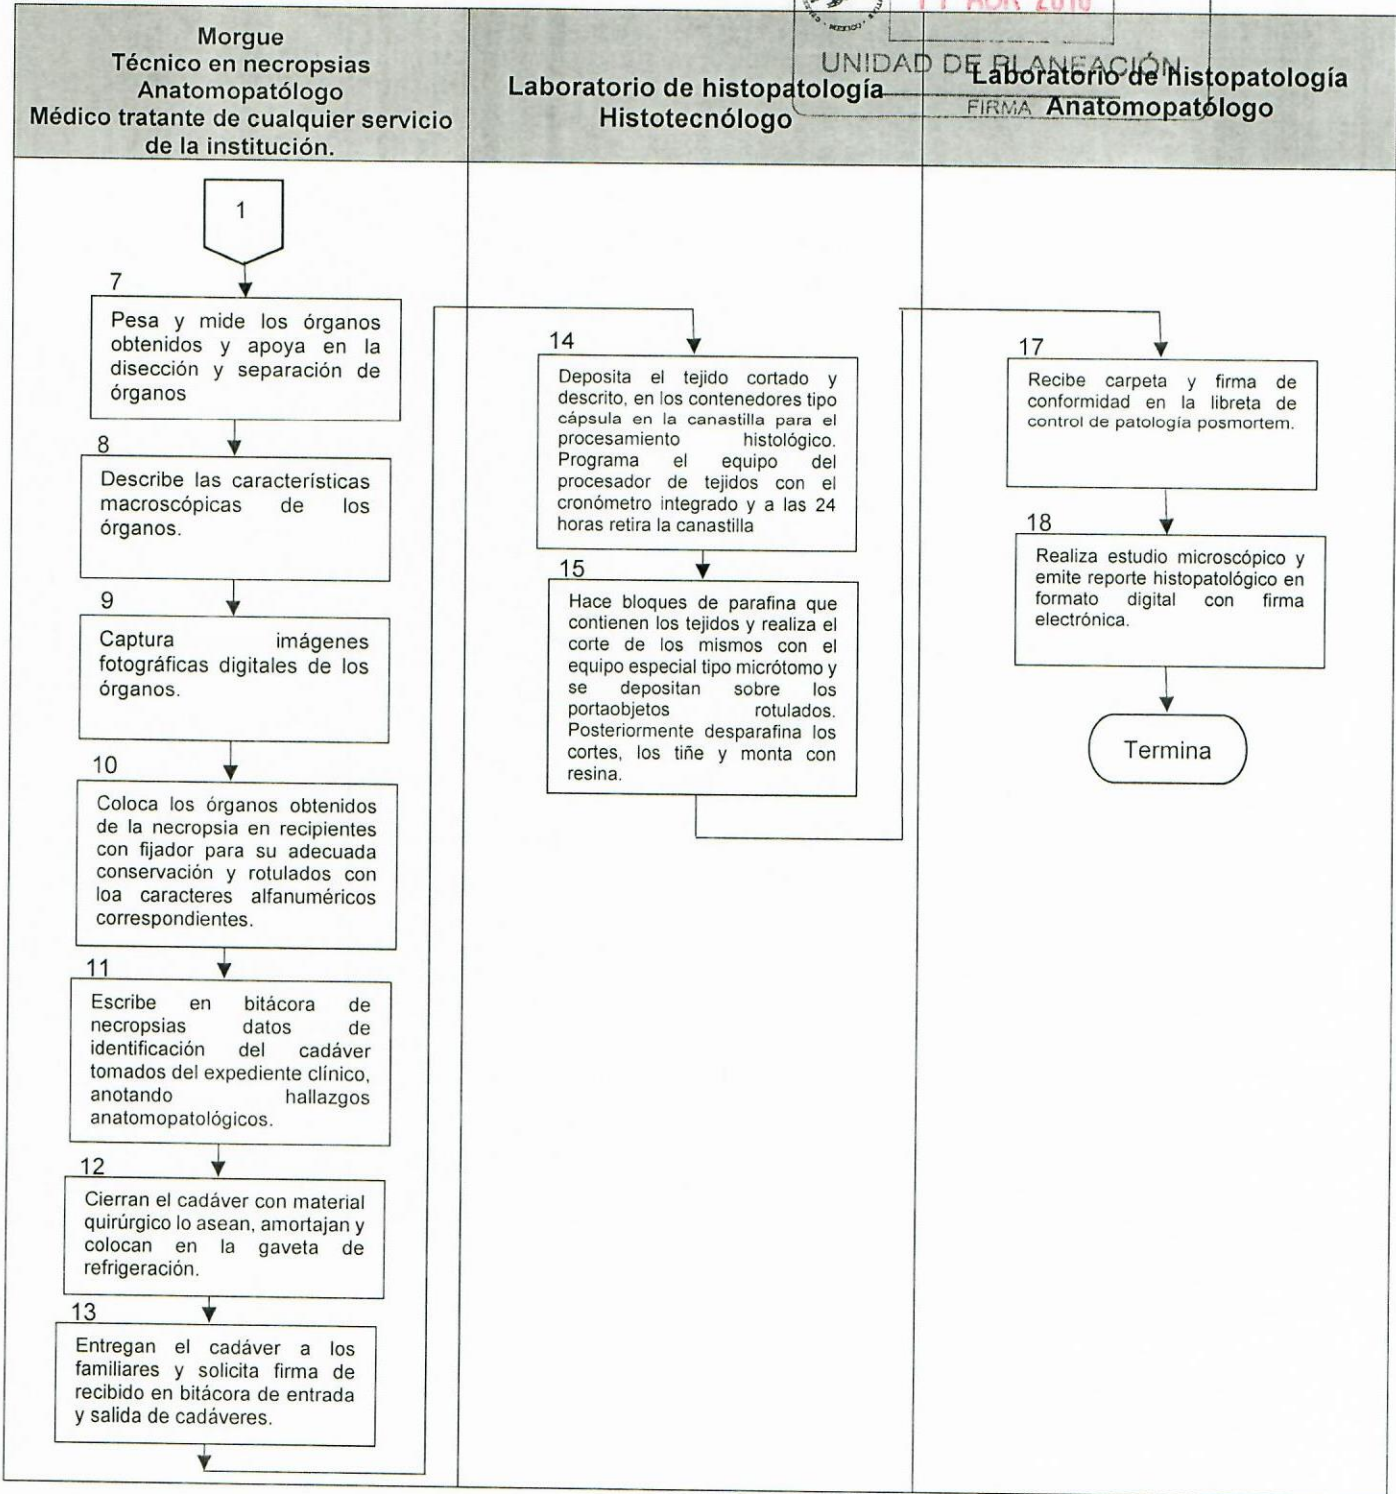 11 ABR 2016
MEXICO
UNIDAD DE PLANEACIÓN
FIRMA
Morgue
Técnico en necropsias
Anatomopatólogo
Médico tratante de cualquier servicio
de la institución.
Laboratorio de histopatología
Histotecnólogo
Laboratorio de histopatología
Anatomopatólogo
1
7
Pesa y mide los órganos
obtenidos y apoya en la
disección y separación de
órganos
8
Describe las características
macroscópicas de los
órganos.
9
Captura imágenes
fotográficas digitales de los
órganos.
10
Coloca los órganos obtenidos
de la necropsia en recipientes
con fijador para su adecuada
conservación y rotulados con
loa caracteres alfanuméricos
correspondientes.
11
Escribe en bitácora de
necropsias datos de
identificación del cadáver
tomados del expediente clínico,
anotando hallazgos
anatomopatológicos.
12
Cierran el cadáver con material
quirúrgico lo asean, amortajan y
colocan en la gaveta de
refrigeración.
13
Entregan el cadáver a los
familiares y solicita firma de
recibido en bitácora de entrada
y salida de cadáveres.
14
Deposita el tejido cortado y
descrito, en los contenedores tipo
cápsula en la canastilla para el
procesamiento histológico.
Programa el equipo del
procesador de tejidos con el
cronómetro integrado y a las 24
horas retira la canastilla
15
Hace bloques de parafina que
contienen los tejidos y realiza el
corte de los mismos con el
equipo especial tipo micrótomo y
se depositan sobre los
portaobjetos rotulados.
Posteriormente desparafina los
cortes, los tiñe y monta con
resina.
17
Recibe carpeta y firma de
conformidad en la libreta de
control de patología posmortem.
18
Realiza estudio microscópico y
emite reporte histopatológico en
formato digital con firma
electrónica.
Termina